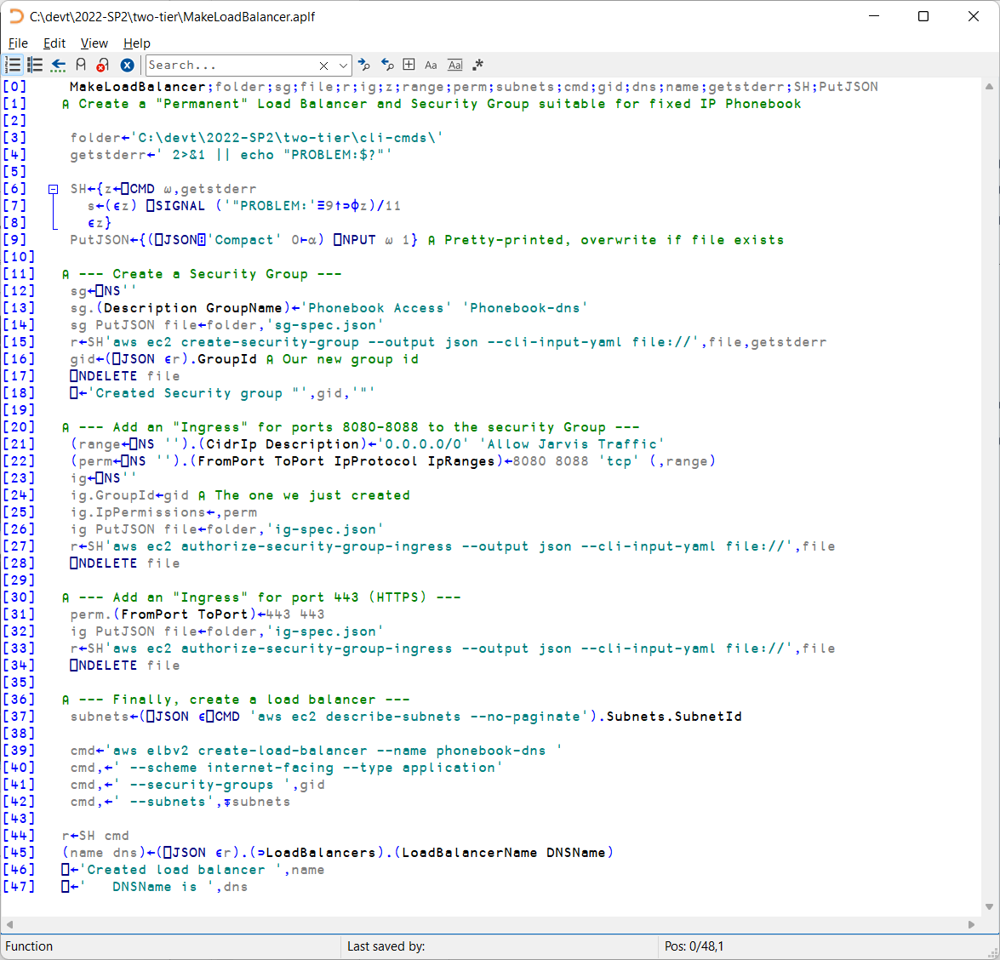 C:\devt\2022-SP2\two-tier\MakeLoadBalancer.aplf
File Edit View Help
Search...
Aa Aa .*
[0] MakeLoadBalancer;folder;sg;file;r;ig;z;range;perm;subnets;cmd;gid;dns;name;getstderr;SH;PutJSON
[1] ⍝ Create a "Permanent" Load Balancer and Security Group suitable for fixed IP Phonebook
[2]
[3] folder←'C:\devt\2022-SP2\two-tier\cli-cmds\'
[4] getstderr←' 2>&1 || echo "PROBLEM:$?"'
[5]
[6] SH←{z←⎕CMD ⍵,getstderr
[7] s←(∊z) ⎕SIGNAL ('"PROBLEM:'≡9↑⊃⌽z)/11
[8] ∊z}
[9] PutJSON←{(⎕JSON⍠'Compact' 0⊢⍺) ⎕NPUT ⍵ 1} ⍝ Pretty-printed, overwrite if file exists
[10]
[11] ⍝ --- Create a Security Group ---
[12] sg←⎕NS''
[13] sg.(Description GroupName)←'Phonebook Access' 'Phonebook-dns'
[14] sg PutJSON file←folder,'sg-spec.json'
[15] r←SH'aws ec2 create-security-group --output json --cli-input-yaml file://',file,getstderr
[16] gid←(⎕JSON ∊r).GroupId ⍝ Our new group id
[17] ⎕NDELETE file
[18] ⎕←'Created Security group "',gid,'"'
[19]
[20] ⍝ --- Add an "Ingress" for ports 8080-8088 to the security Group ---
[21] (range←⎕NS '').(CidrIp Description)←'0.0.0.0/0' 'Allow Jarvis Traffic'
[22] (perm←⎕NS '').(FromPort ToPort IpProtocol IpRanges)←8080 8088 'tcp' (,range)
[23] ig←⎕NS''
[24] ig.GroupId←gid ⍝ The one we just created
[25] ig.IpPermissions←,perm
[26] ig PutJSON file←folder,'ig-spec.json'
[27] r←SH'aws ec2 authorize-security-group-ingress --output json --cli-input-yaml file://',file
[28] ⎕NDELETE file
[29]
[30] ⍝ --- Add an "Ingress" for port 443 (HTTPS) ---
[31] perm.(FromPort ToPort)←443 443
[32] ig PutJSON file←folder,'ig-spec.json'
[33] r←SH'aws ec2 authorize-security-group-ingress --output json --cli-input-yaml file://',file
[34] ⎕NDELETE file
[35]
[36] ⍝ --- Finally, create a load balancer ---
[37] subnets←(⎕JSON ∊⎕CMD 'aws ec2 describe-subnets --no-paginate').Subnets.SubnetId
[38]
[39] cmd←'aws elbv2 create-load-balancer --name phonebook-dns '
[40] cmd,←' --scheme internet-facing --type application'
[41] cmd,←' --security-groups ',gid
[42] cmd,←' --subnets',⍕subnets
[43]
[44] r←SH cmd
[45] (name dns)←(⎕JSON ∊r).(⊃LoadBalancers).(LoadBalancerName DNSName)
[46] ⎕←'Created load balancer ',name
[47] ⎕←'   DNSName is ',dns
Function Last saved by: Pos: 0/48,1